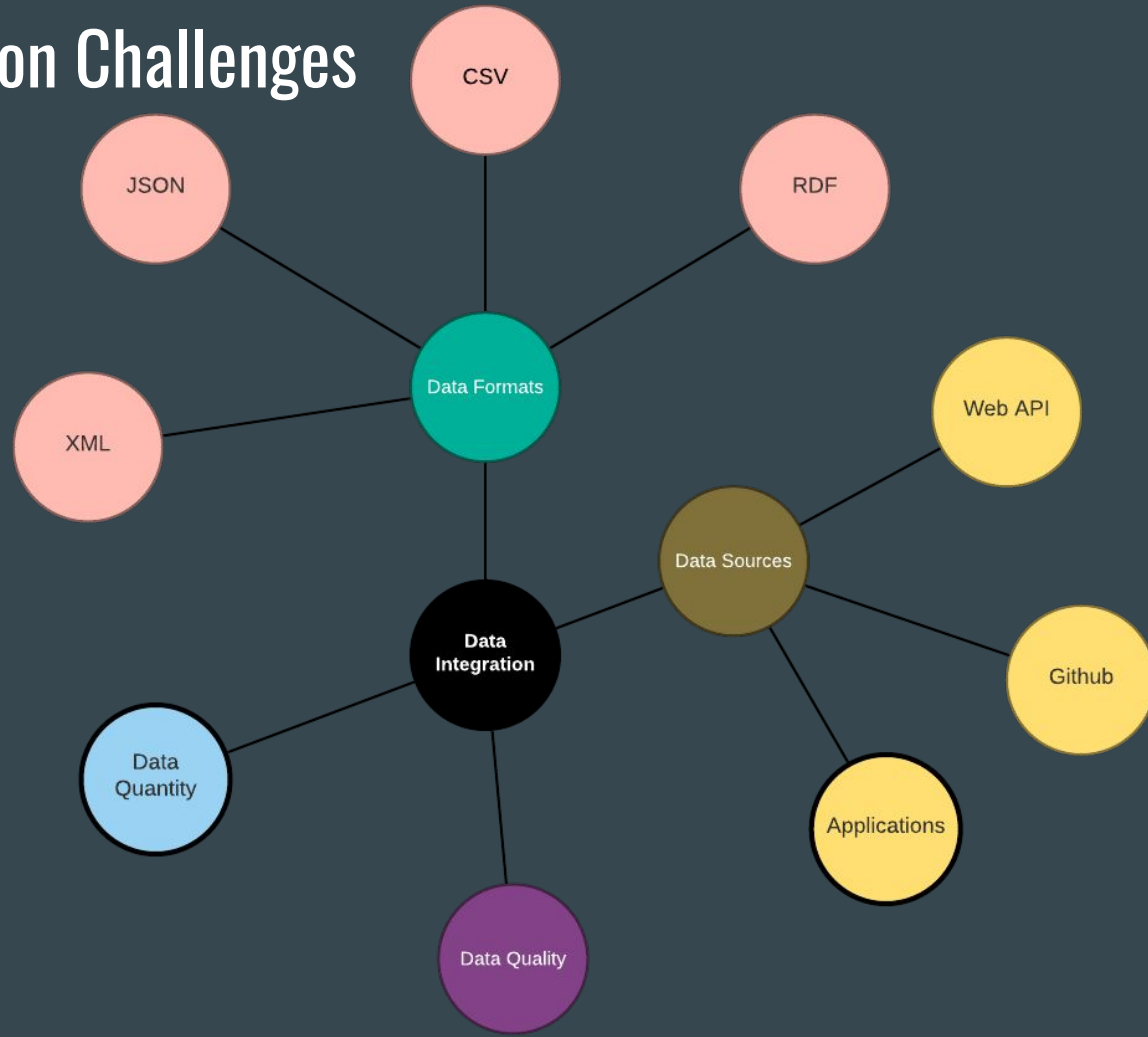 on Challenges
CSV
JSON
RDF
Data Formats
Web API
XML
Data Sources
Data
Integration
Github
Data
Quantity
Applications
Data Quality